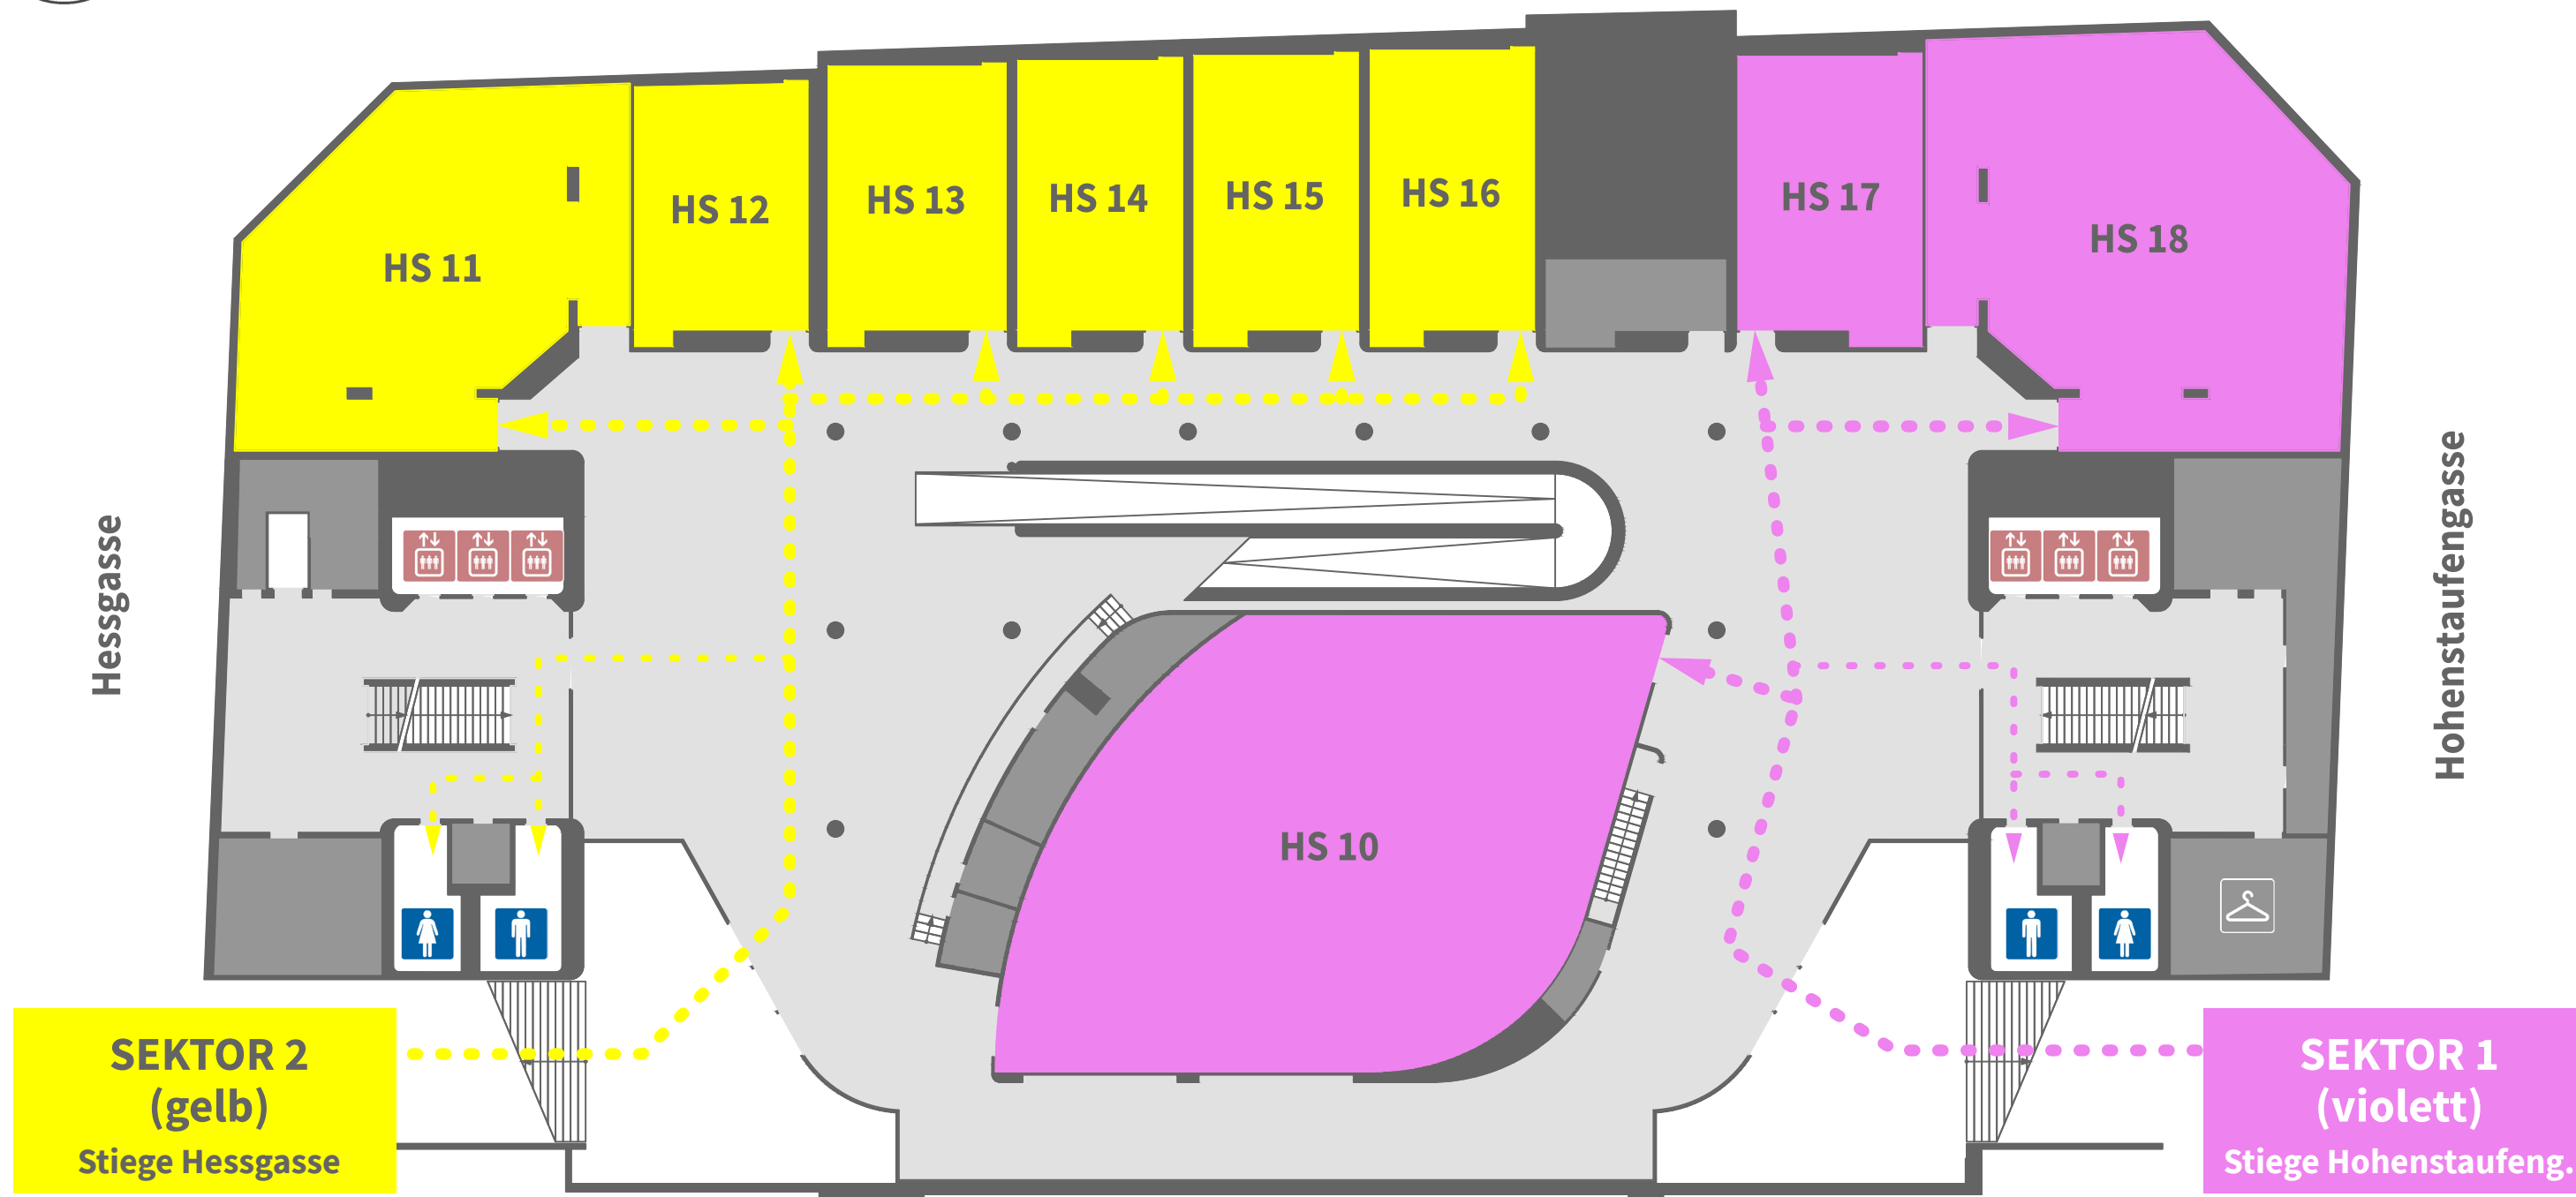 HS 11
HS 12
HS 13
HS 14
HS 15
HS 16
HS 17
HS 18
Hessgasse
Hohenstaufengasse
HS 10
SEKTOR 2
(gelb)
Stiege Hessgasse
SEKTOR 1
(violett)
Stiege Hohenstaufeng.